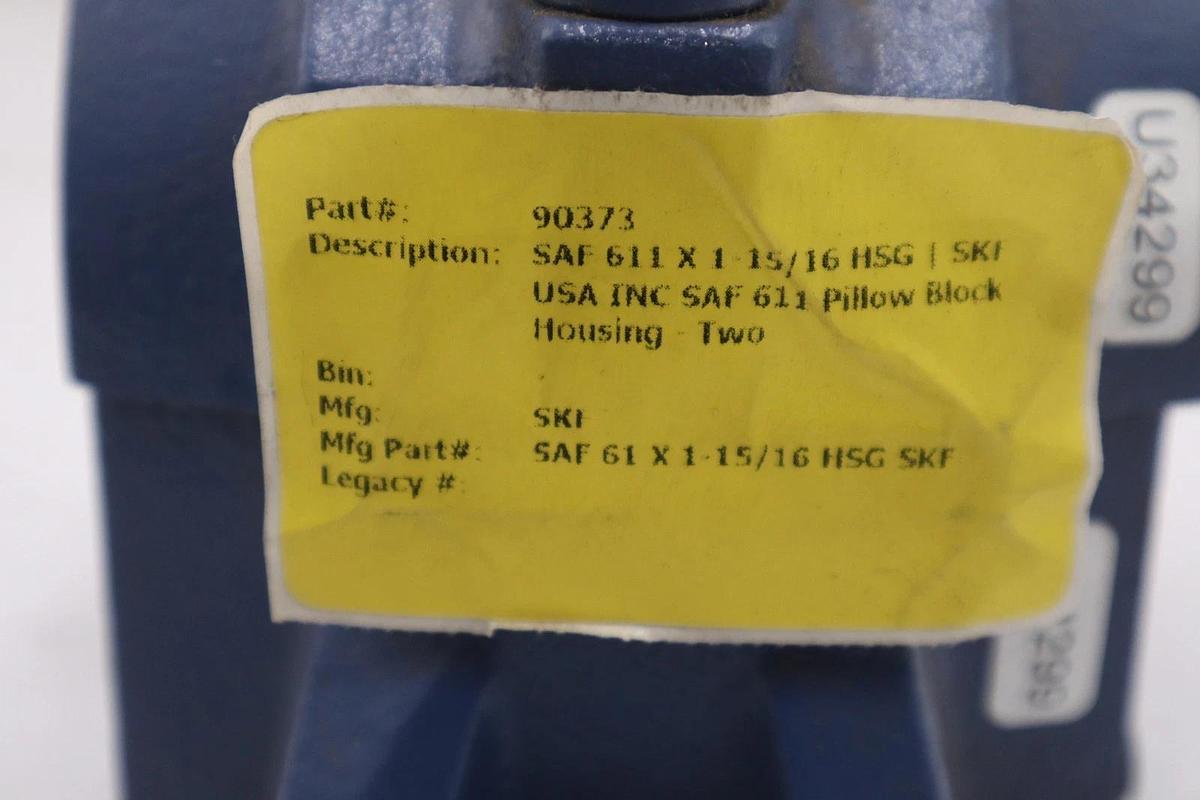 Part#: 90373
Description: SAF 611 X 1-15/16 HSG | SKF
USA INC SAF 611 Pillow Block
Housing - Two
Bin:
Mfg: SKF
Mfg Part#: SAF 61 X 1-15/16 HSG SKF
Legacy #:
U34299